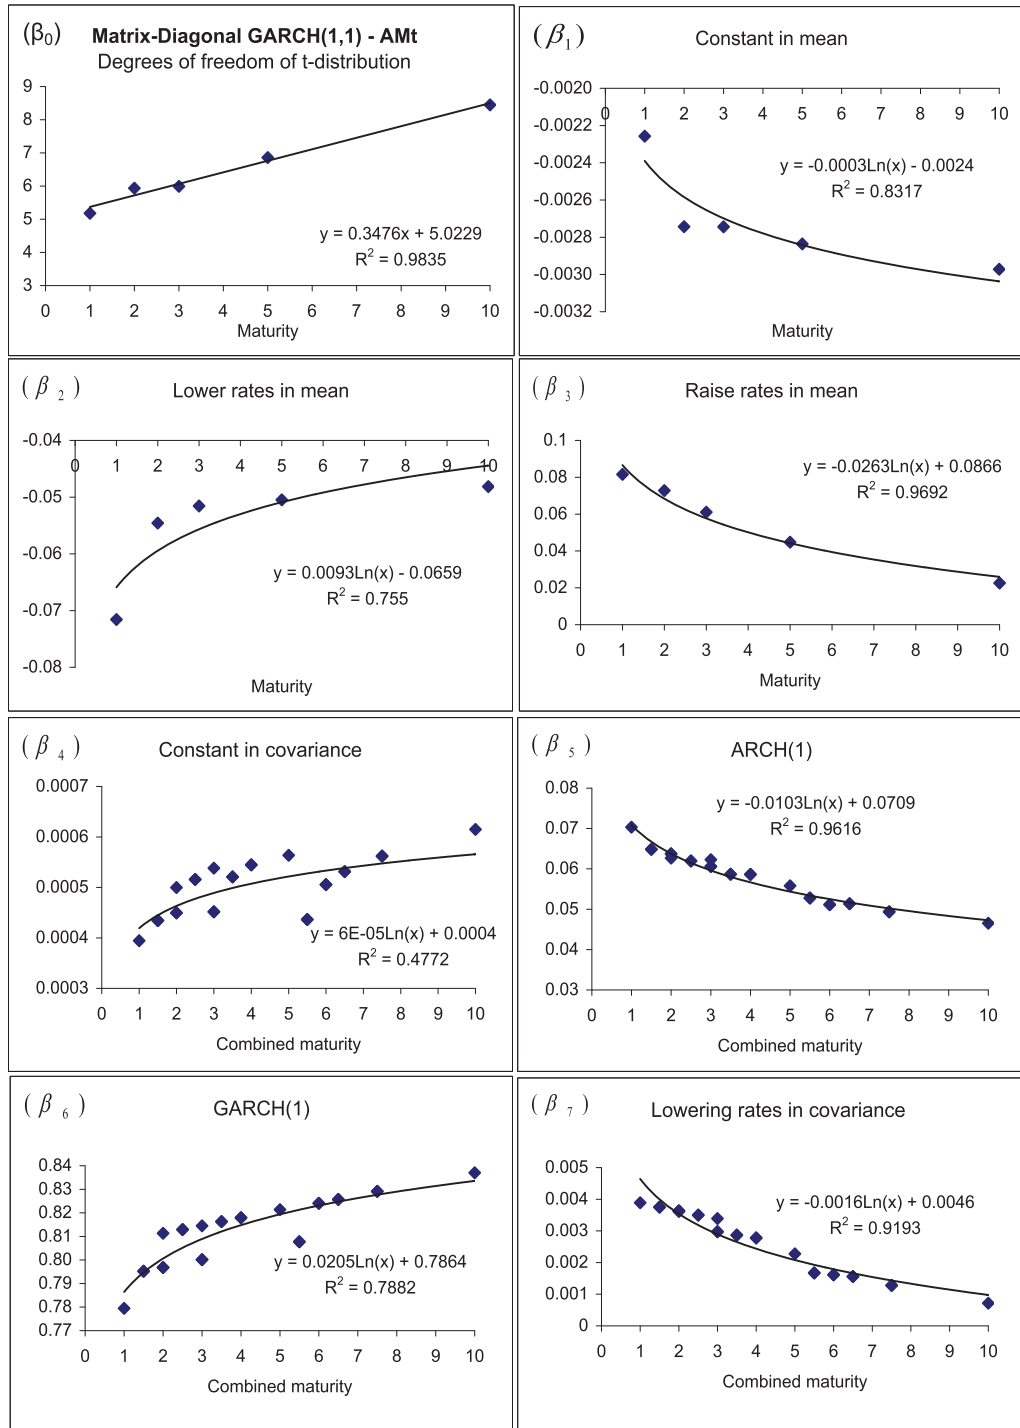 (β0) Matrix-Diagonal GARCH(1,1) - AMt
Degrees of freedom of t-distribution
9
8
7
6
5
4
3
y = 0.3476x + 5.0229
R² = 0.9835
1 2 3 4 5 6 7 8 9 10
Maturity
(β1) Constant in mean
-0.0020
0 1 2 3 4 5 6 7 8 9 10
-0.0022
-0.0024
-0.0026
-0.0028
-0.0030
-0.0032
y = -0.0003Ln(x) - 0.0024
R² = 0.8317
Maturity
(β2) Lower rates in mean
-0.04
0 1 2 3 4 5 6 7 8 9 10
-0.05
-0.06
-0.07
-0.08
y = 0.0093Ln(x) - 0.0659
R² = 0.755
Maturity
(β3) Raise rates in mean
0.1
0.08
0.06
0.04
0.02
0
y = -0.0263Ln(x) + 0.0866
R² = 0.9692
0 1 2 3 4 5 6 7 8 9 10
Maturity
(β4) Constant in covariance
0.0007
0.0006
0.0005
0.0004
0.0003
y = 6E-05Ln(x) + 0.0004
R² = 0.4772
0 1 2 3 4 5 6 7 8 9 10
Combined maturity
(β5) ARCH(1)
0.08
0.07
0.06
0.05
0.04
0.03
y = -0.0103Ln(x) + 0.0709
R² = 0.9616
0 1 2 3 4 5 6 7 8 9 10
Combined maturity
(β6) GARCH(1)
0.84
0.83
0.82
0.81
0.80
0.79
0.78
0.77
y = 0.0205Ln(x) + 0.7864
R² = 0.7882
0 1 2 3 4 5 6 7 8 9 10
Combined maturity
(β7) Lowering rates in covariance
0.005
0.004
0.003
0.002
0.001
0
y = -0.0016Ln(x) + 0.0046
R² = 0.9193
0 1 2 3 4 5 6 7 8 9 10
Combined maturity